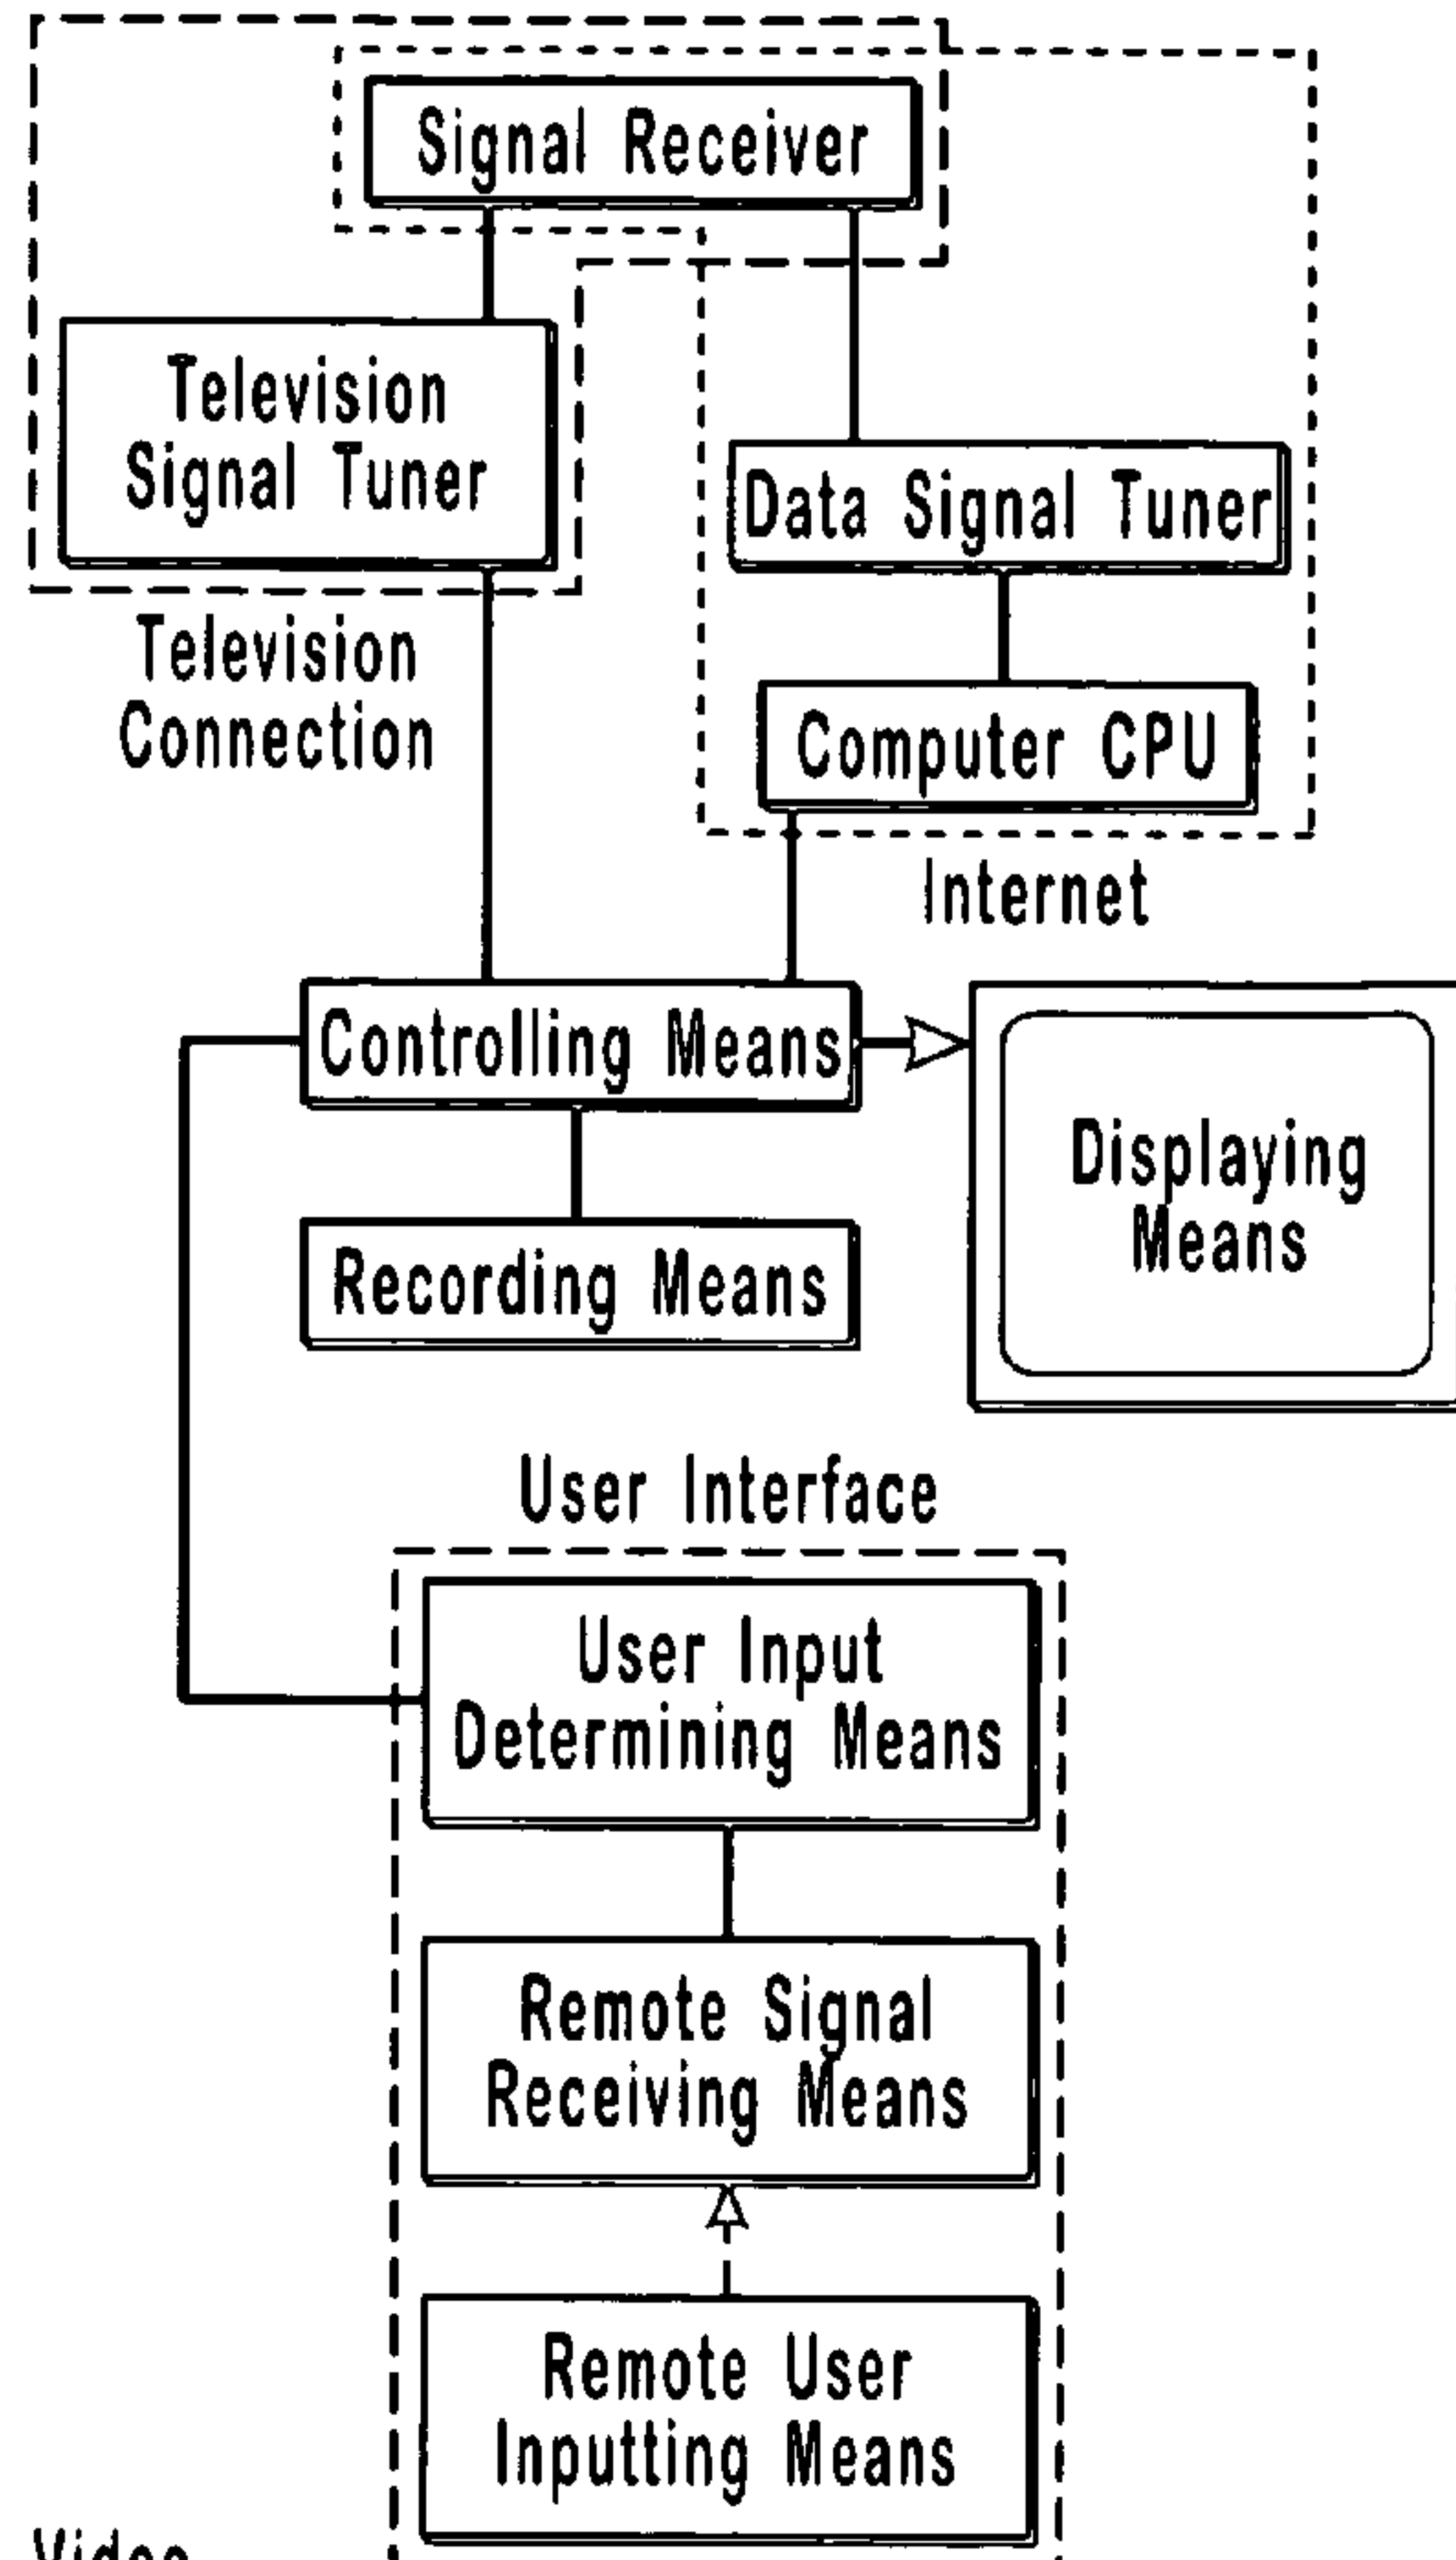 Signal Receiver
Television
Signal Tuner
Data Signal Tuner
Television
Connection
Computer CPU
Internet
Controlling Means
Displaying
Means
Recording Means
User Interface
User Input
Determining Means
Remote Signal
Receiving Means
Remote User
Inputting Means
Video